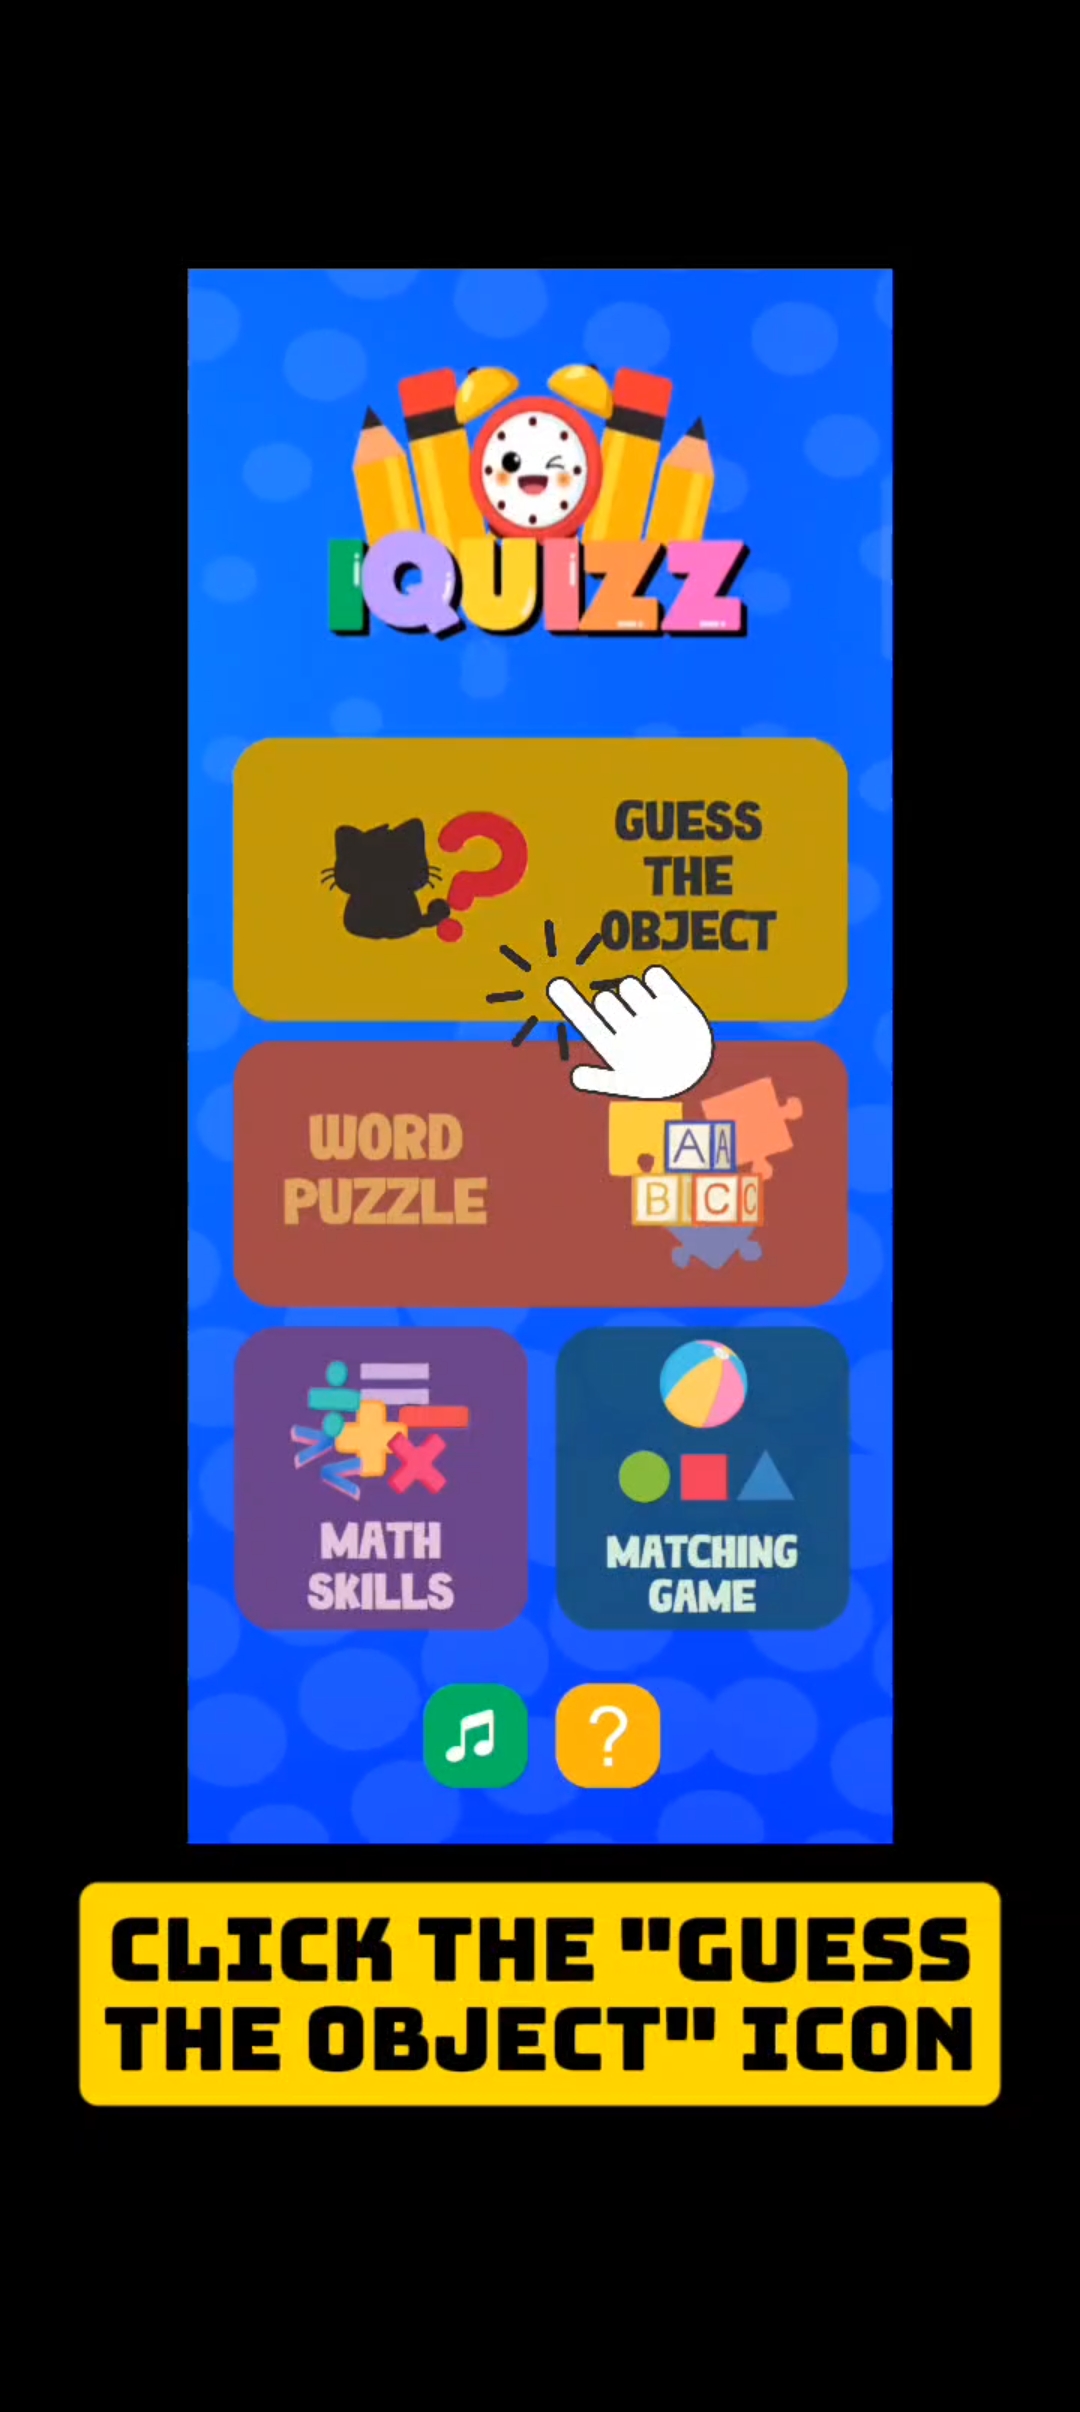 IQUIZZ
GUESS
THE
OBJECT
WORD
PUZZLE
A A
B C C
MATH
SKILLS
MATCHING
GAME
?
CLICK THE "GUESS
THE OBJECT" ICON